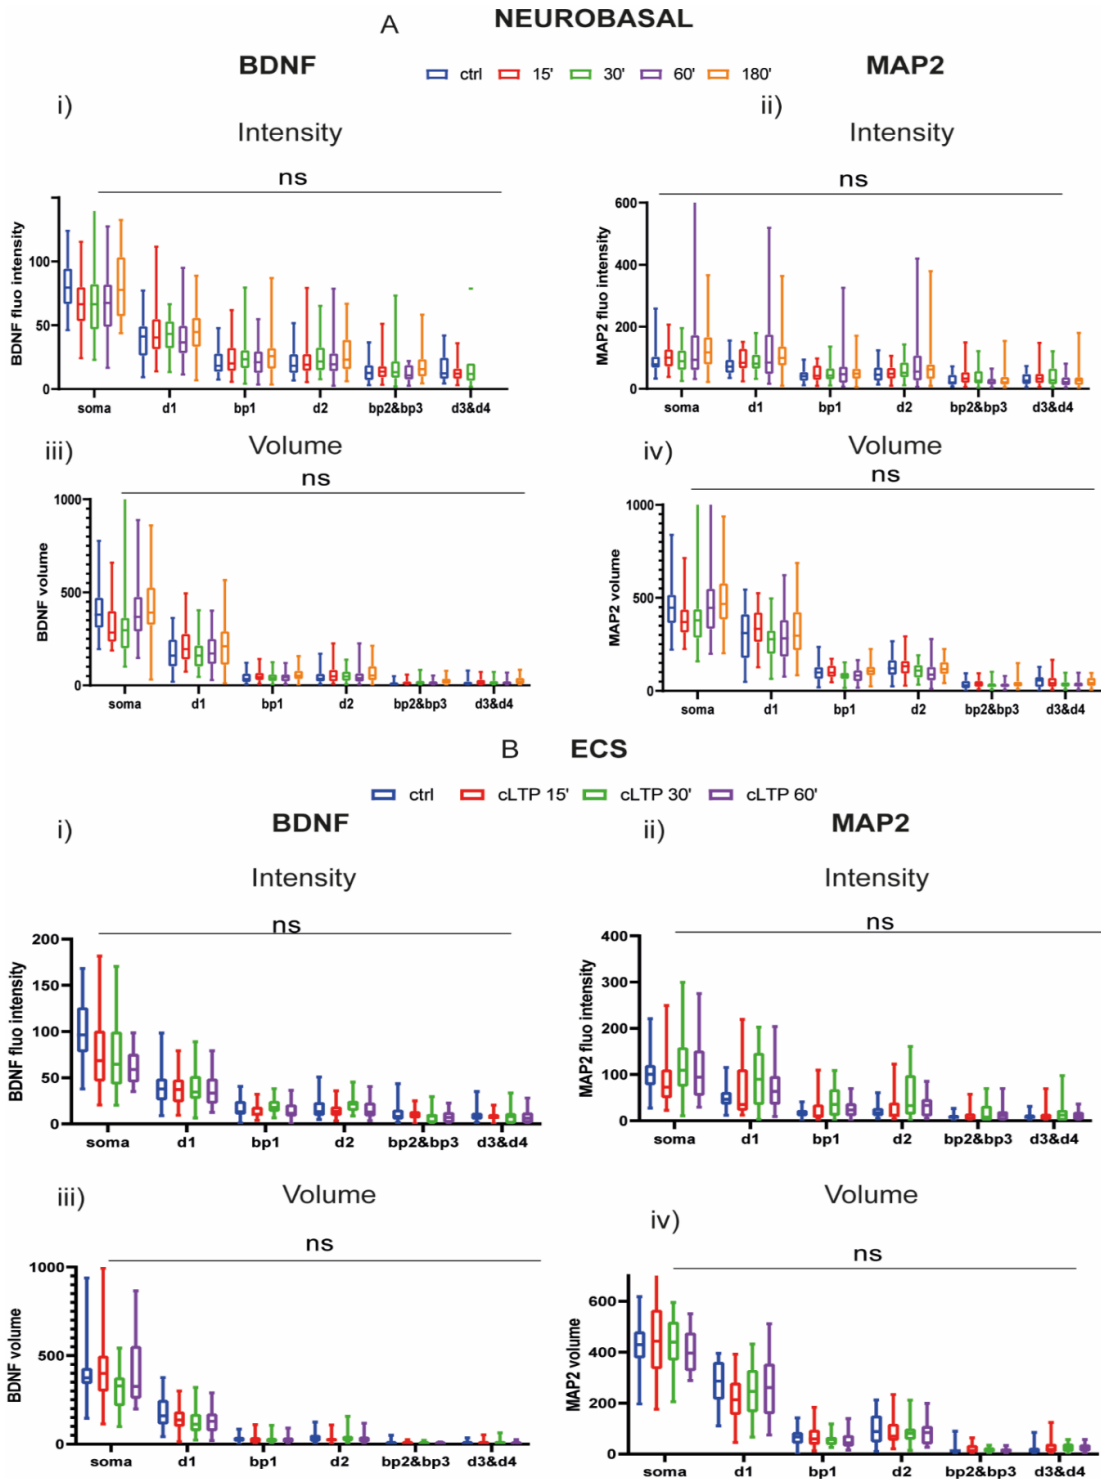 A NEUROBASAL
BDNF
ctrl 15' 30' 60' 180'
MAP2
i)
Intensity
ns
BDNF fluo intensity
100
50
0
soma d1 bp1 d2 bp2&bp3 d3&d4
ii)
Intensity
ns
MAP2 fluo intensity
600
400
200
0
soma d1 bp1 d2 bp2&bp3 d3&d4
iii)
Volume
ns
BDNF volume
1000
500
0
soma d1 bp1 d2 bp2&bp3 d3&d4
iv)
Volume
ns
MAP2 volume
1000
500
0
soma d1 bp1 d2 bp2&bp3 d3&d4
B ECS
ctrl cLTP 15' cLTP 30' cLTP 60'
i)
BDNF
Intensity
ns
BDNF fluo intensity
200
150
100
50
0
soma d1 bp1 d2 bp2&bp3 d3&d4
ii)
MAP2
Intensity
ns
MAP2 fluo intensity
400
300
200
100
0
soma d1 bp1 d2 bp2&bp3 d3&d4
iii)
Volume
ns
BDNF volume
1000
500
0
soma d1 bp1 d2 bp2&bp3 d3&d4
iv)
Volume
ns
MAP2 volume
600
400
200
0
soma d1 bp1 d2 bp2&bp3 d3&d4